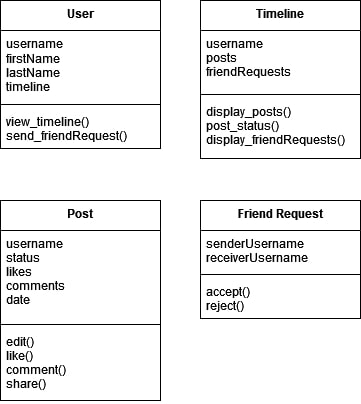 User
username
firstName
lastName
timeline
view_timeline()
send_friendRequest()
Timeline
username
posts
friendRequests
display_posts()
post_status()
display_friendRequests()
Post
username
status
likes
comments
date
edit()
like()
comment()
share()
Friend Request
senderUsername
receiverUsername
accept()
reject()